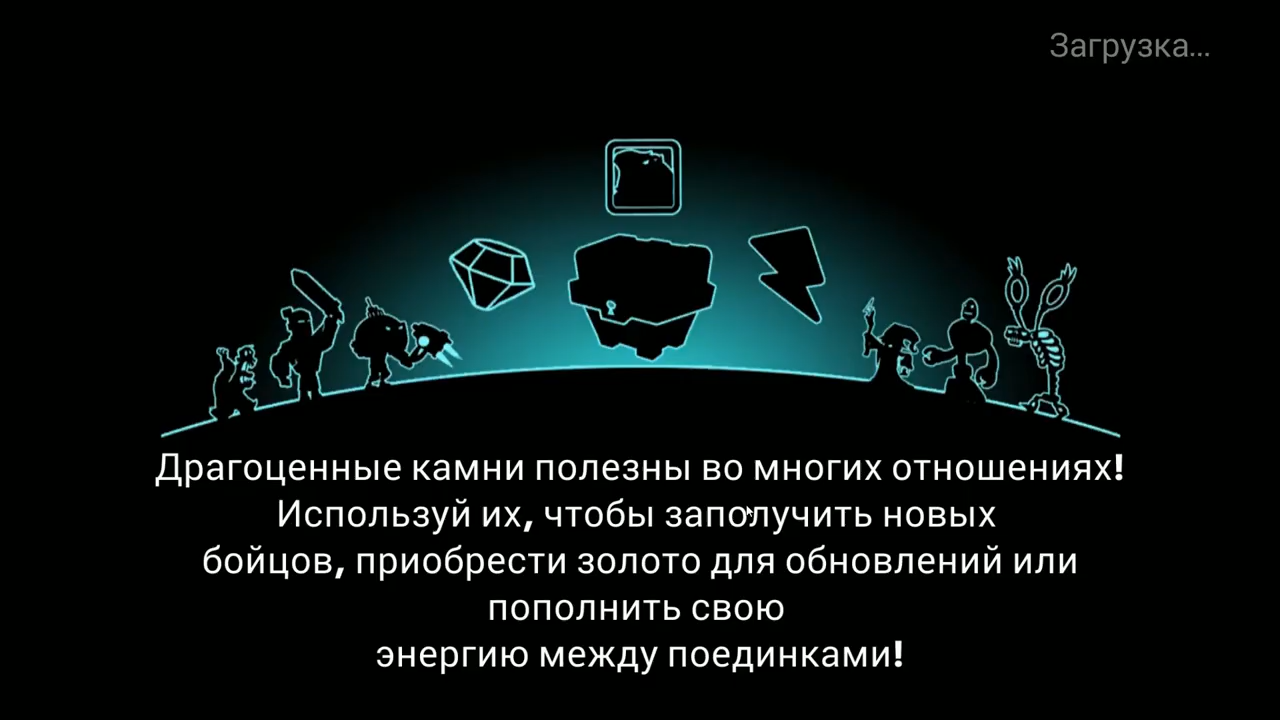 Загрузка...
Драгоценные камни полезны во многих отношениях!
Используй их, чтобы заполучить новых
бойцов, приобрести золото для обновлений или
пополнить свою
энергию между поединками!